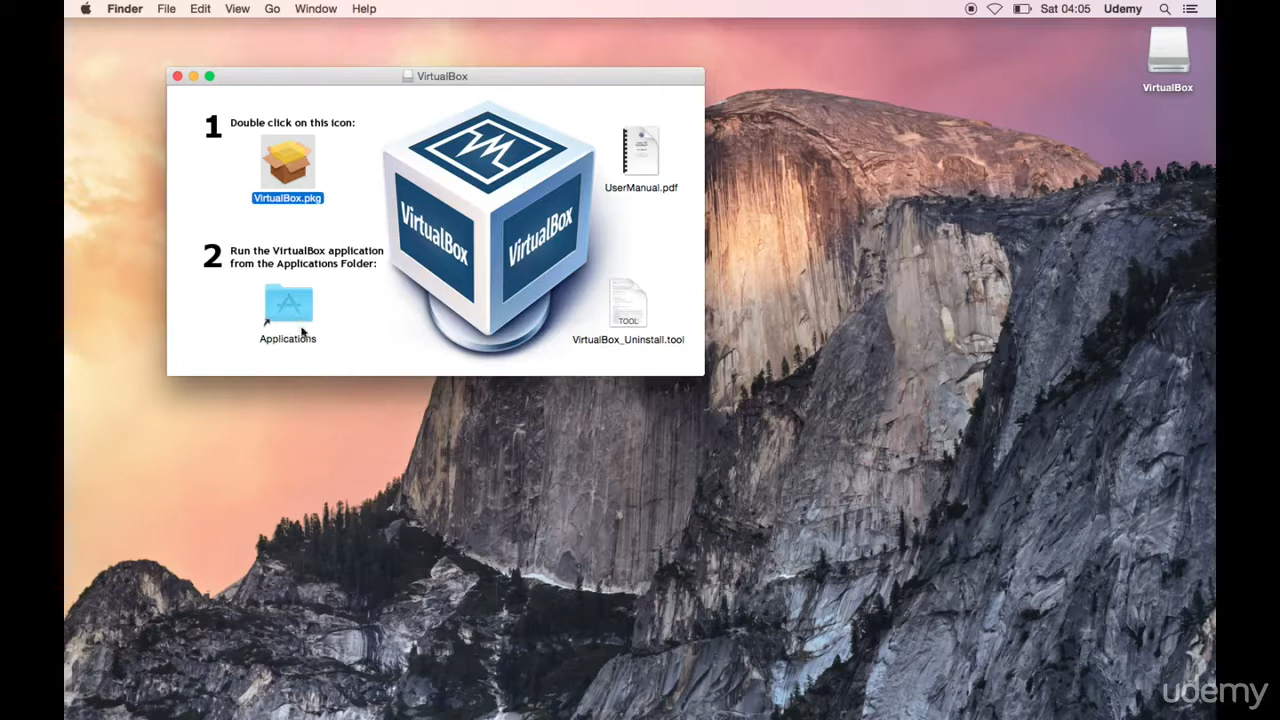 Finder File Edit View Go Window Help
Sat 04:05 Udemy
VirtualBox
VirtualBox
1 Double click on this icon:
VirtualBox.pkg
2 Run the VirtualBox application
from the Applications Folder:
Applications
VirtualBox
VirtualBox
UserManual.pdf
TOOL
VirtualBox_Uninstall.tool
udemy